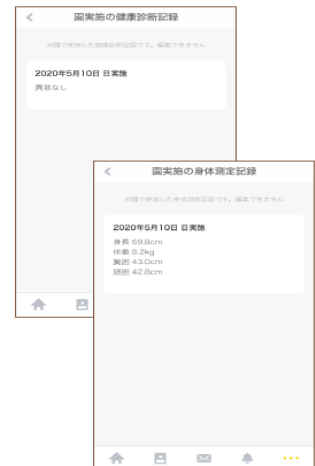 園実施の健康診断記録
※園で実施した健康診断記録です。編集できません
2020年5月10日 日実施
異常なし
園実施の身体測定記録
※園で実施した身体測定記録です。編集できません
2020年5月10日 日実施
身長 69.8cm
体重 8.2kg
胸囲 43.0cm
頭囲 42.8cm